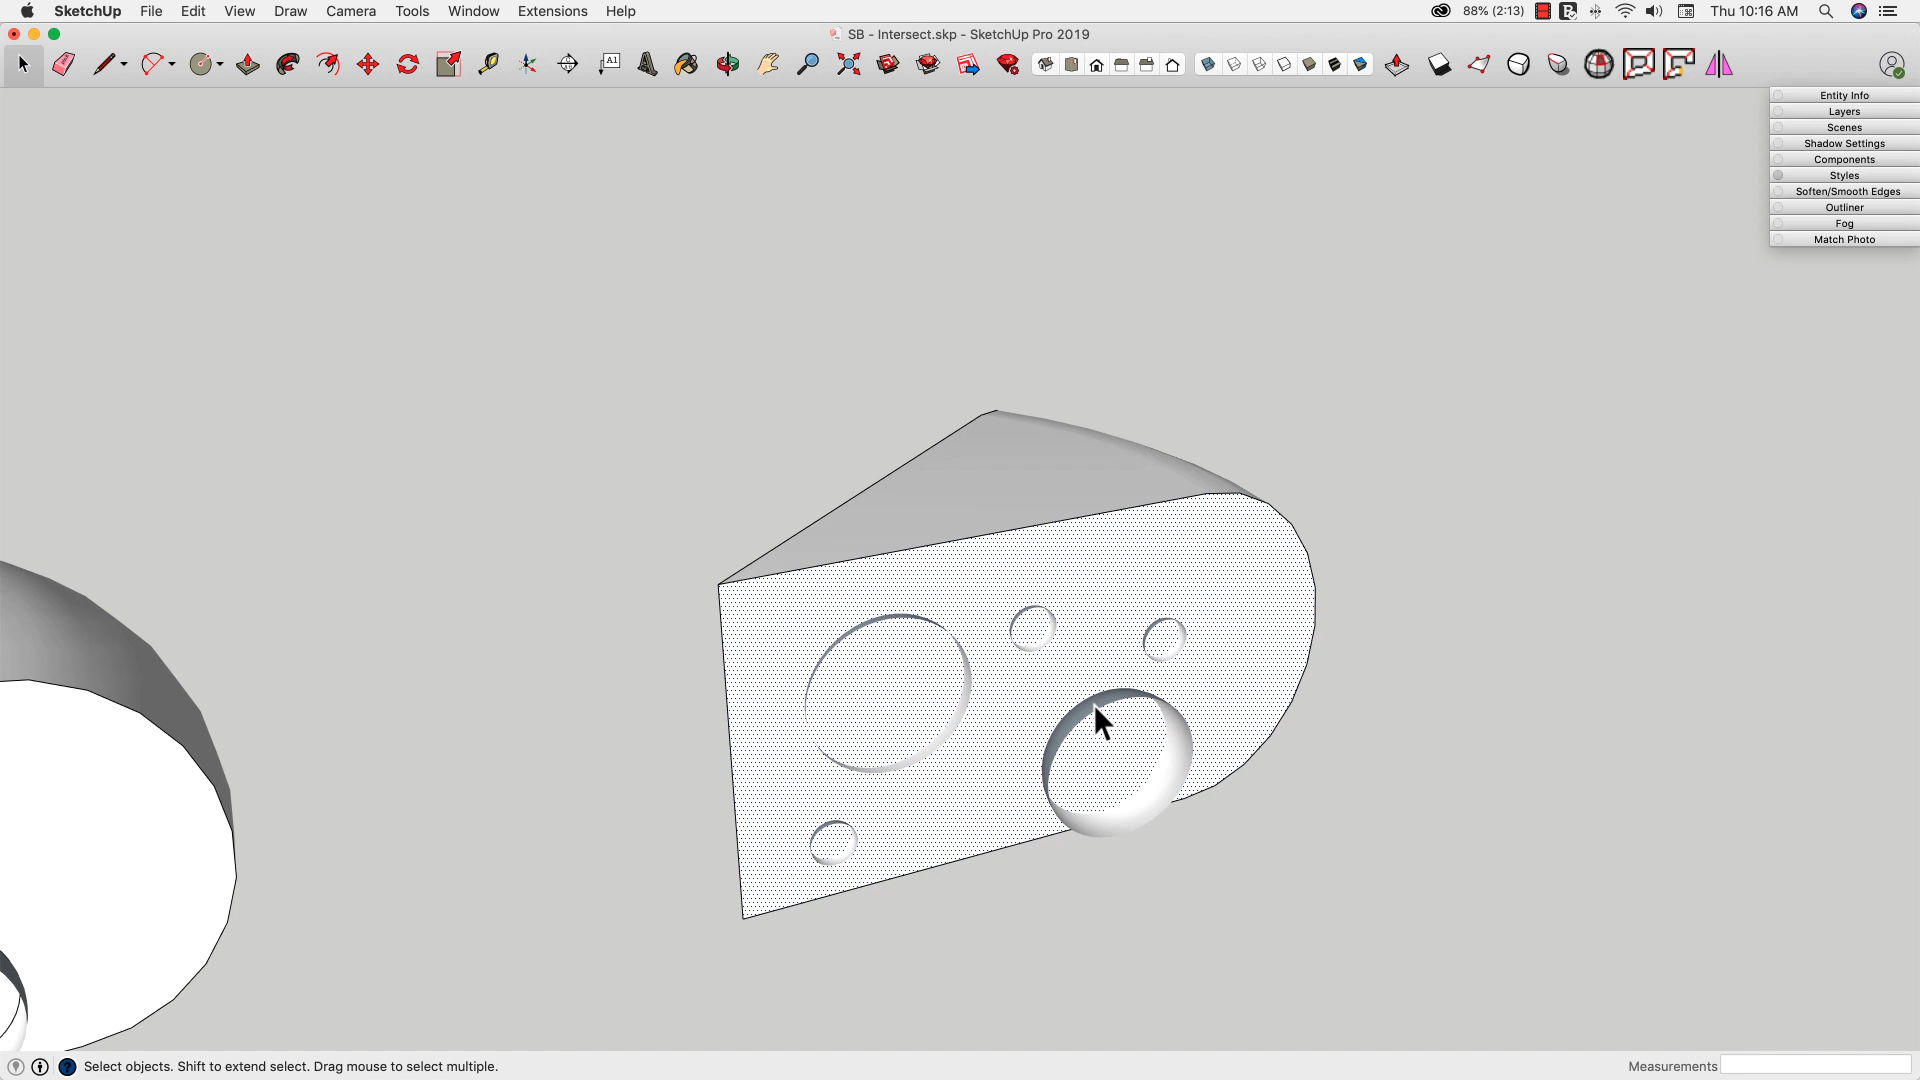 SketchUp File Edit View Draw Camera Tools Window Extensions Help 88% (2:13) Thu 10:16 AM
SB - Intersect.skp - SketchUp Pro 2019
A1
Entity Info
Layers
Scenes
Shadow Settings
Components
Styles
Soften/Smooth Edges
Outliner
Fog
Match Photo
Select objects. Shift to extend select. Drag mouse to select multiple. Measurements